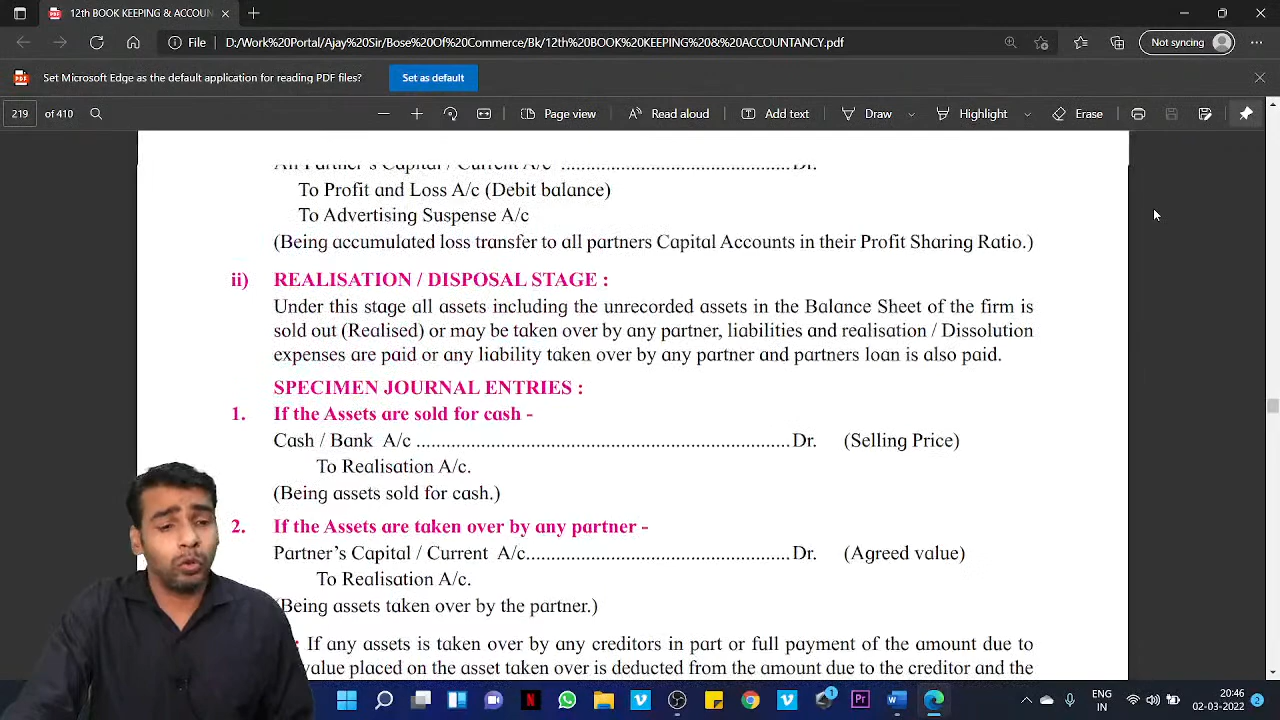 12th BOOK KEEPING & ACCOUN
File D:/Work%20Portal/Ajay%20Sir/Bose%20Of%20Commerce/Bk/12th%20BOOK%20KEEPING%20&%20ACCOUNTANCY.pdf Not syncing
Set Microsoft Edge as the default application for reading PDF files? Set as default
219 of 410 Page view Read aloud Add text Draw Highlight Erase
All Partner's Capital / Current A/c ............................................Dr.
To Profit and Loss A/c (Debit balance)
To Advertising Suspense A/c
(Being accumulated loss transfer to all partners Capital Accounts in their Profit Sharing Ratio.)
ii) REALISATION / DISPOSAL STAGE :
Under this stage all assets including the unrecorded assets in the Balance Sheet of the firm is
sold out (Realised) or may be taken over by any partner, liabilities and realisation / Dissolution
expenses are paid or any liability taken over by any partner and partners loan is also paid.
SPECIMEN JOURNAL ENTRIES :
1. If the Assets are sold for cash -
Cash / Bank A/c ..........................................................................Dr. (Selling Price)
To Realisation A/c.
(Being assets sold for cash.)
2. If the Assets are taken over by any partner -
Partner's Capital / Current A/c....................................................Dr. (Agreed value)
To Realisation A/c.
(Being assets taken over by the partner.)
: If any assets is taken over by any creditors in part or full payment of the amount due to
value placed on the asset taken over is deducted from the amount due to the creditor and the
ENG
IN
20:46
02-03-2022
2